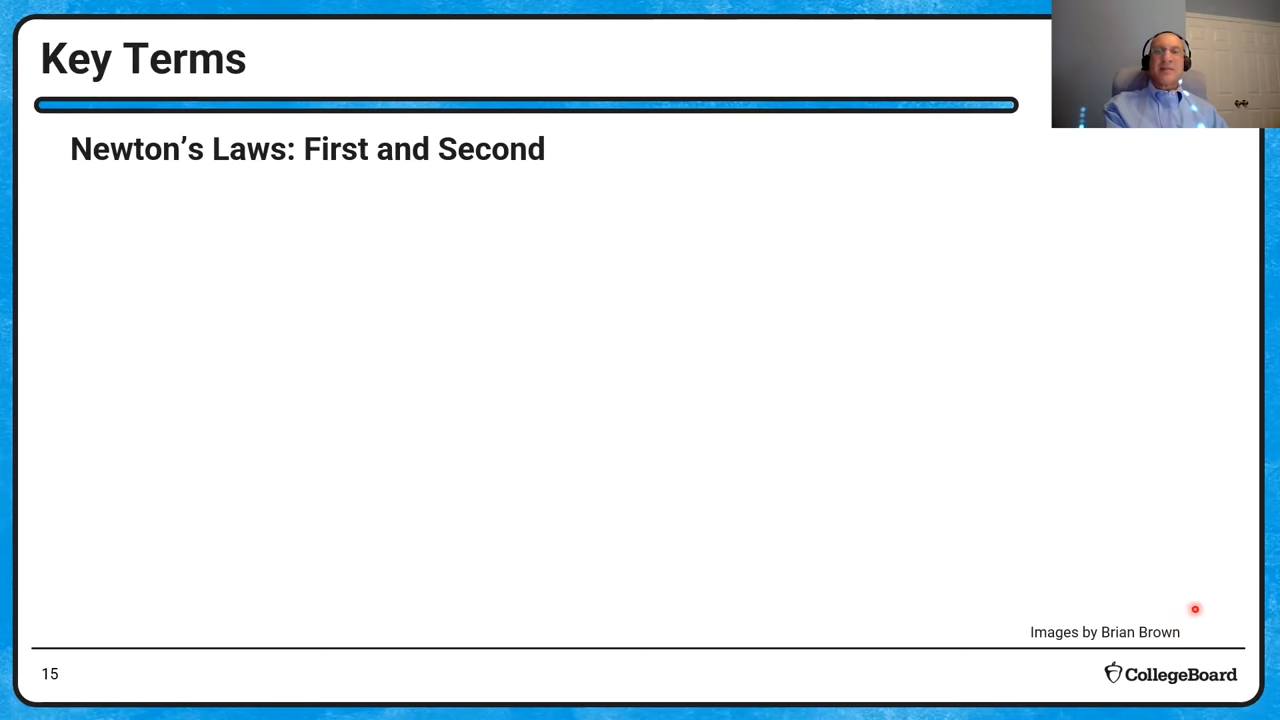 Key Terms
Newton’s Laws: First and Second
Images by Brian Brown
15
CollegeBoard